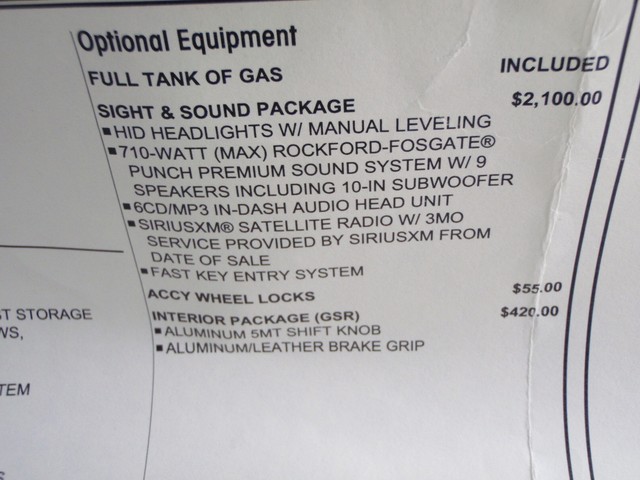 Optional Equipment
FULL TANK OF GAS INCLUDED
SIGHT & SOUND PACKAGE $2,100.00
▪HID HEADLIGHTS W/ MANUAL LEVELING
▪710-WATT (MAX) ROCKFORD-FOSGATE®
PUNCH PREMIUM SOUND SYSTEM W/ 9
SPEAKERS INCLUDING 10-IN SUBWOOFER
▪6CD/MP3 IN-DASH AUDIO HEAD UNIT
▪SIRIUSXM® SATELLITE RADIO W/ 3MO
SERVICE PROVIDED BY SIRIUSXM FROM
DATE OF SALE
▪FAST KEY ENTRY SYSTEM
ACCY WHEEL LOCKS $55.00
INTERIOR PACKAGE (GSR) $420.00
▪ALUMINUM 5MT SHIFT KNOB
▪ALUMINUM/LEATHER BRAKE GRIP
ST STORAGE
WS,
TEM